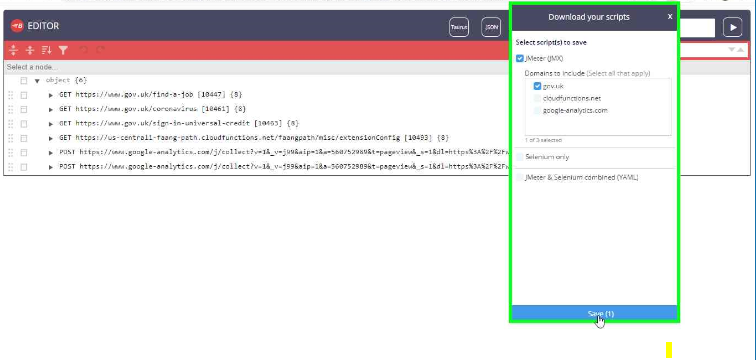 EDITOR
Taurus
JSON
Download your scripts
X
Select a node...
Select script(s) to save
JMeter (JMX)
Domains to include (Select all that apply)
gov.uk
cloudfunctions.net
google-analytics.com
1 of 3 selected
Selenium only
JMeter & Selenium combined (YAML)
Save (1)
object {6}
GET https://www.gov.uk/find-a-job [10447] {8}
GET https://www.gov.uk/coronavirus [10461] {8}
GET https://www.gov.uk/sign-in-universal-credit [10463] {8}
GET https://us-central1-faang-path.cloudfunctions.net/faangpath/misc/extensionConfig [10493] {8}
POST https://www.google-analytics.com/j/collect?v=1&_v=j99&aip=1&a=560752989&t=pageview&_s=1&dl=https%3A%2F%2Fw
POST https://www.google-analytics.com/j/collect?v=1&_v=j99&aip=1&a=560752989&t=pageview&_s=1&dl=https%3A%2F%2Fw